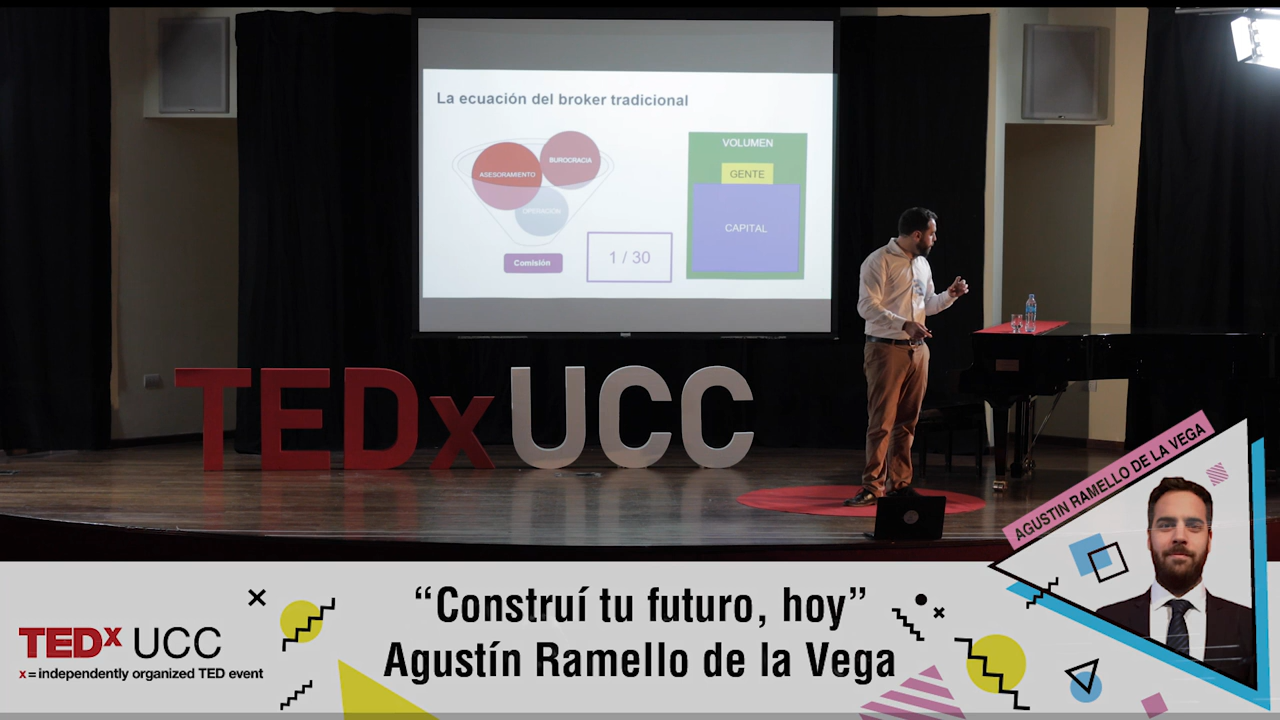 La ecuación del broker tradicional
ASESORAMIENTO
BUROCRACIA
OPERACIÓN
Comisión
1 / 30
VOLUMEN
GENTE
CAPITAL
TEDxUCC
AGUSTIN RAMELLO DE LA VEGA
“Construí tu futuro, hoy”
Agustín Ramello de la Vega
TEDx UCC
x = independently organized TED event